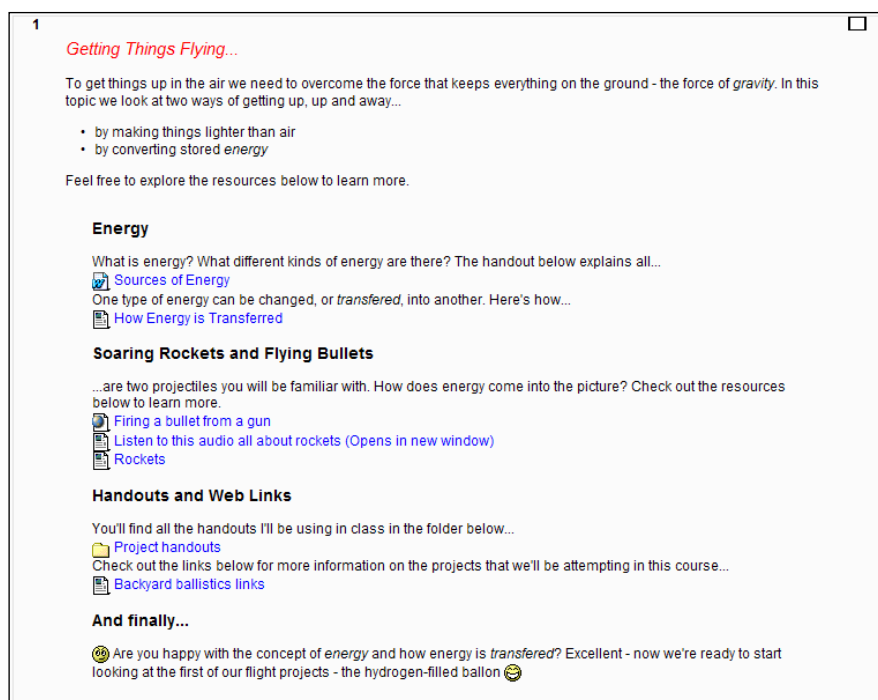 1
Getting Things Flying...
To get things up in the air we need to overcome the force that keeps everything on the ground - the force of gravity. In this
topic we look at two ways of getting up, up and away...
• by making things lighter than air
• by converting stored energy
Feel free to explore the resources below to learn more.
Energy
What is energy? What different kinds of energy are there? The handout below explains all...
Sources of Energy
One type of energy can be changed, or transfered, into another. Here's how...
How Energy is Transferred
Soaring Rockets and Flying Bullets
...are two projectiles you will be familiar with. How does energy come into the picture? Check out the resources
below to learn more.
Firing a bullet from a gun
Listen to this audio all about rockets (Opens in new window)
Rockets
Handouts and Web Links
You'll find all the handouts I'll be using in class in the folder below...
Project handouts
Check out the links below for more information on the projects that we'll be attempting in this course...
Backyard ballistics links
And finally...
Are you happy with the concept of energy and how energy is transfered? Excellent - now we're ready to start
looking at the first of our flight projects - the hydrogen-filled ballon